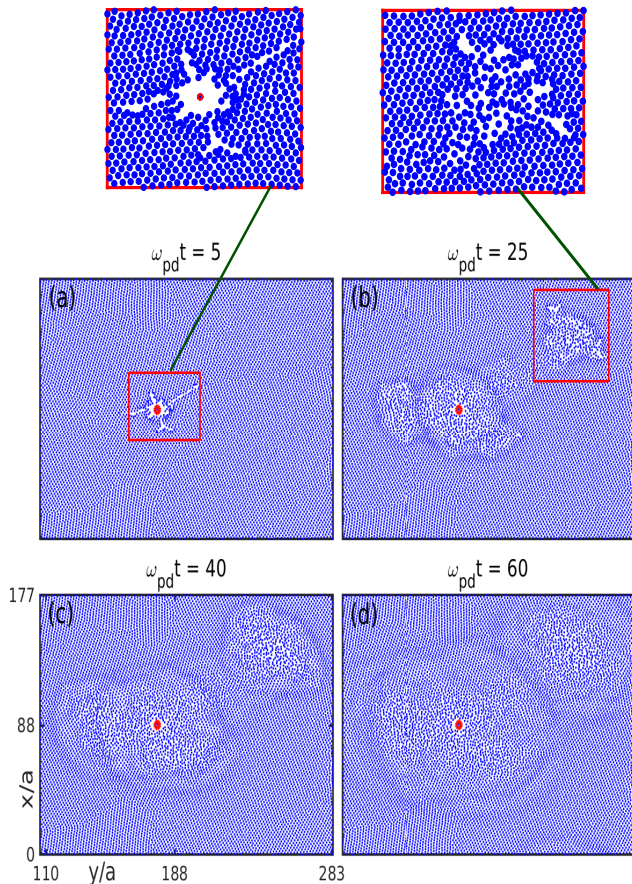 ω_pd t = 5
ω_pd t = 25
(a)
(b)
ω_pd t = 40
ω_pd t = 60
177
(c)
(d)
88
x/a
0
110
y/a
188
283